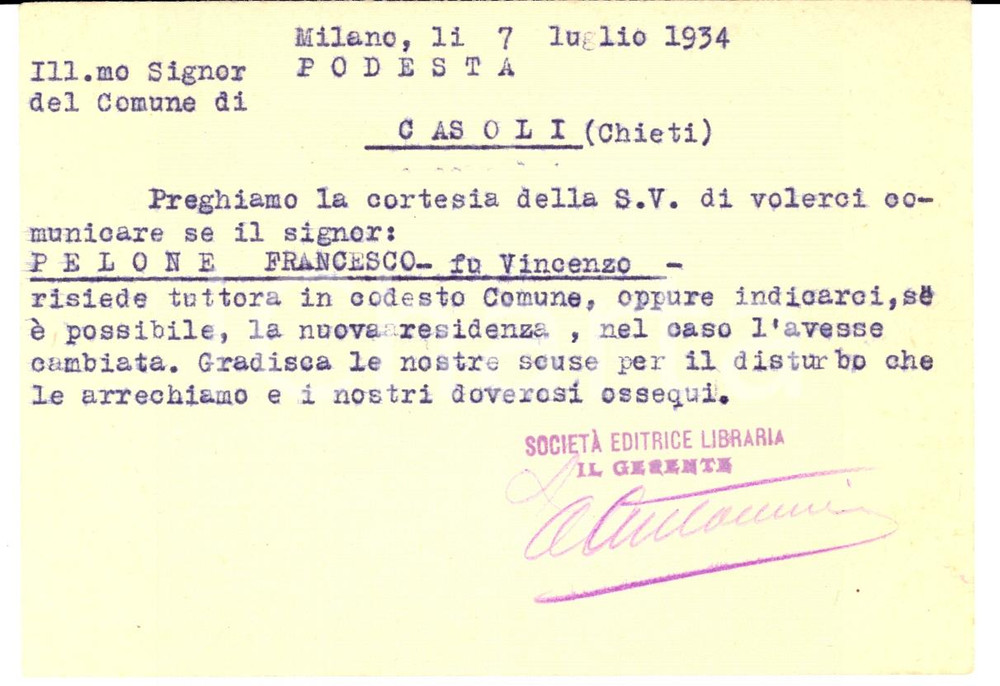 Milano, li 7 luglio 1934
Ill.mo Signor P O D E S T A
del Comune di
C AS O L I (Chieti)
Preghiamo la cortesia della S.V. di volerci co-
municare se il signor:
P E L O N E FRANCESCO- fu Vincenzo -
risiede tuttora in codesto Comune, oppure indicarci, se
è possibile, la nuovaaresidenza , nel caso l'avesse
cambiata. Gradisca le nostre scuse per il disturbo che
le arrechiamo e i nostri doverosi ossequi.
SOCIETÀ EDITRICE LIBRARIA
IL GERENTE